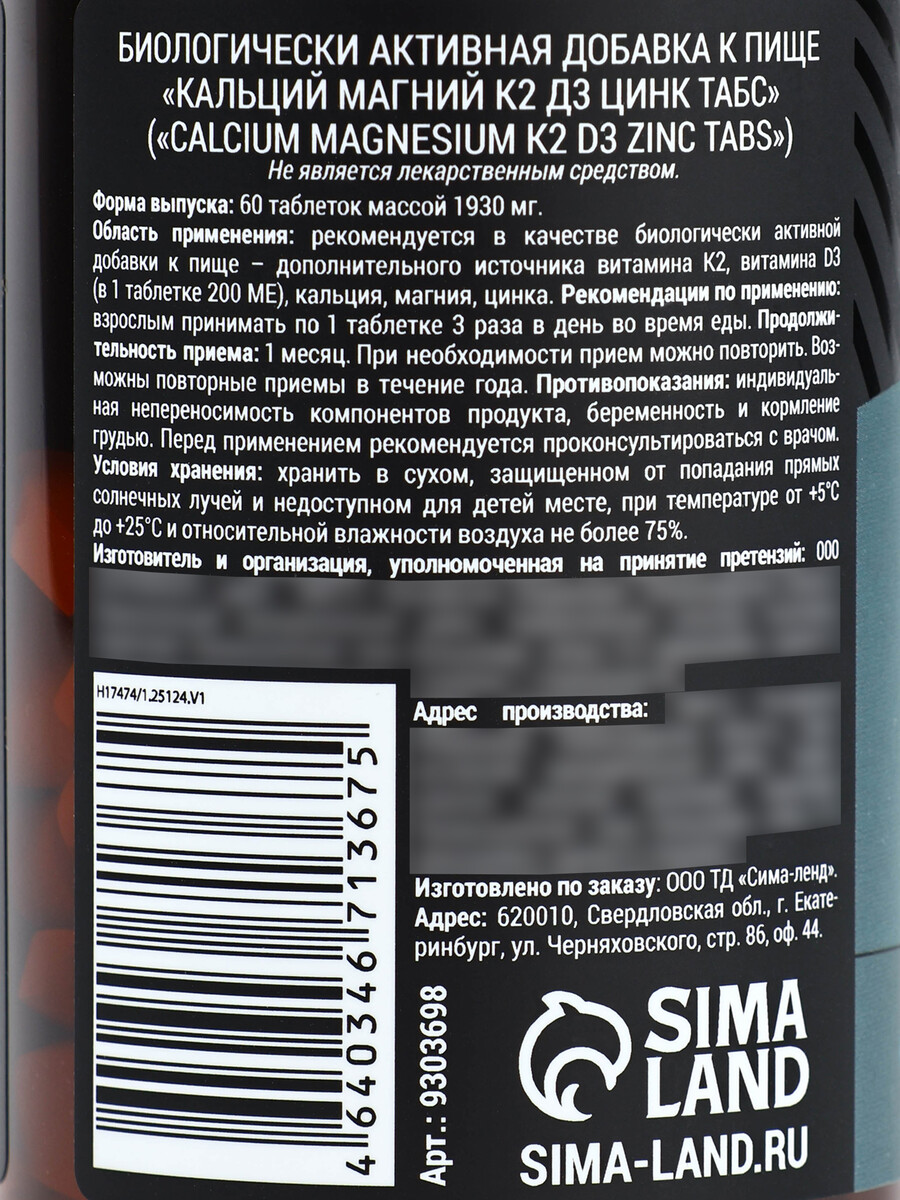 БИОЛОГИЧЕСКИ АКТИВНАЯ ДОБАВКА К ПИЩЕ
«КАЛЬЦИЙ МАГНИЙ К2 Д3 ЦИНК ТАБС»
(«CALCIUM MAGNESIUM K2 D3 ZINC TABS»)
Не является лекарственным средством.
Форма выпуска: 60 таблеток массой 1930 мг.
Область применения: рекомендуется в качестве биологически активной
добавки к пище – дополнительного источника витамина К2, витамина D3
(в 1 таблетке 200 МЕ), кальция, магния, цинка. Рекомендации по применению:
взрослым принимать по 1 таблетке 3 раза в день во время еды. Продолжи-
тельность приема: 1 месяц. При необходимости прием можно повторить. Воз-
можны повторные приемы в течение года. Противопоказания: индивидуаль-
ная непереносимость компонентов продукта, беременность и кормление
грудью. Перед применением рекомендуется проконсультироваться с врачом.
Условия хранения: хранить в сухом, защищенном от попадания прямых
солнечных лучей и недоступном для детей месте, при температуре от +5°С
до +25°С и относительной влажности воздуха не более 75%.
Изготовитель и организация, уполномоченная на принятие претензий: ООО
H17474/1.25124.V1
4640346713675
Адрес производства:
Изготовлено по заказу: ООО ТД «Сима-ленд».
Адрес: 620010, Свердловская обл., г. Екате-
ринбург, ул. Черняховского, стр. 86, оф. 44.
Арт.: 9303698
SIMA
LAND
SIMA-LAND.RU